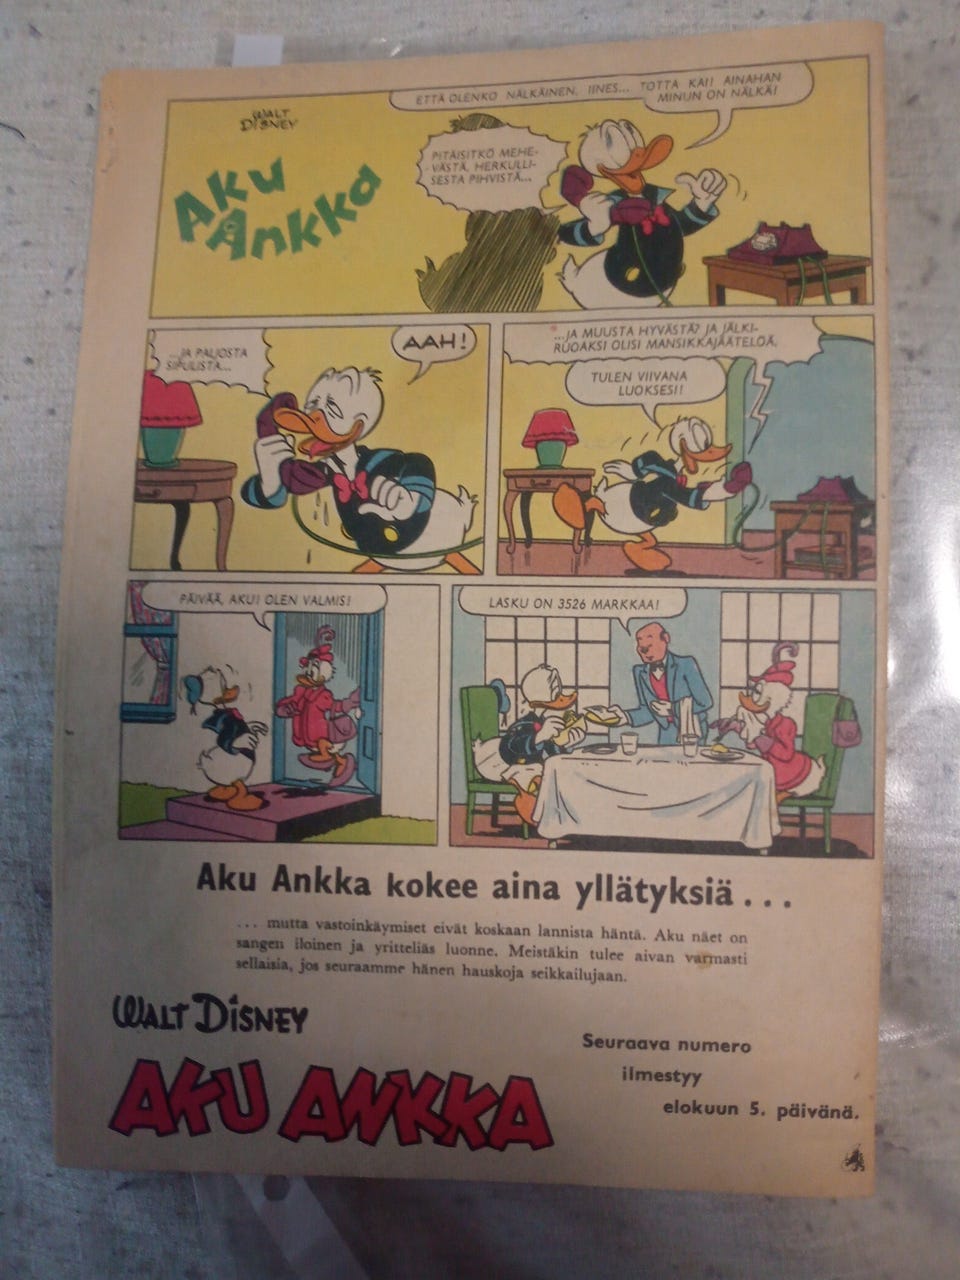 WALT
DISNEY
Aku
Ankka
ETTÄ OLENKO NÄLKÄINEN, IINES... TOTTA KAI! AINAHAN
MINUN ON NÄLKÄ!
PITÄISITKÖ MEHE-
VÄSTÄ, HERKULLI-
SESTA PIHVISTÄ...
...JA PALJOSTA
SIPULISTA...
AAH!
...JA MUUSTA HYVÄSTÄ? JA JÄLKI-
RUOAKSI OLISI MANSIKKAJÄÄTELÖÄ.
TULEN VIIVANA
LUOKSESI!
PÄIVÄÄ, AKU! OLEN VALMIS!
LASKU ON 3526 MARKKAA!
Aku Ankka kokee aina yllätyksiä...
... mutta vastoinkäymiset eivät koskaan lannista häntä. Aku näet on
sangen iloinen ja yritteliäs luonne. Meistäkin tulee aivan varmasti
sellaisia, jos seuraamme hänen hauskoja seikkailujaan.
WALT DISNEY
AKU ANKKA
Seuraava numero
ilmestyy
elokuun 5. päivänä.